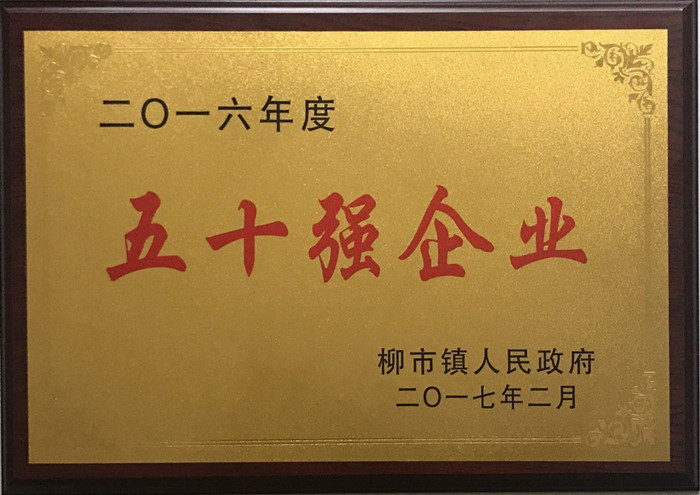 二〇一六年度
五十强企业
柳市镇人民政府
二〇一七年二月